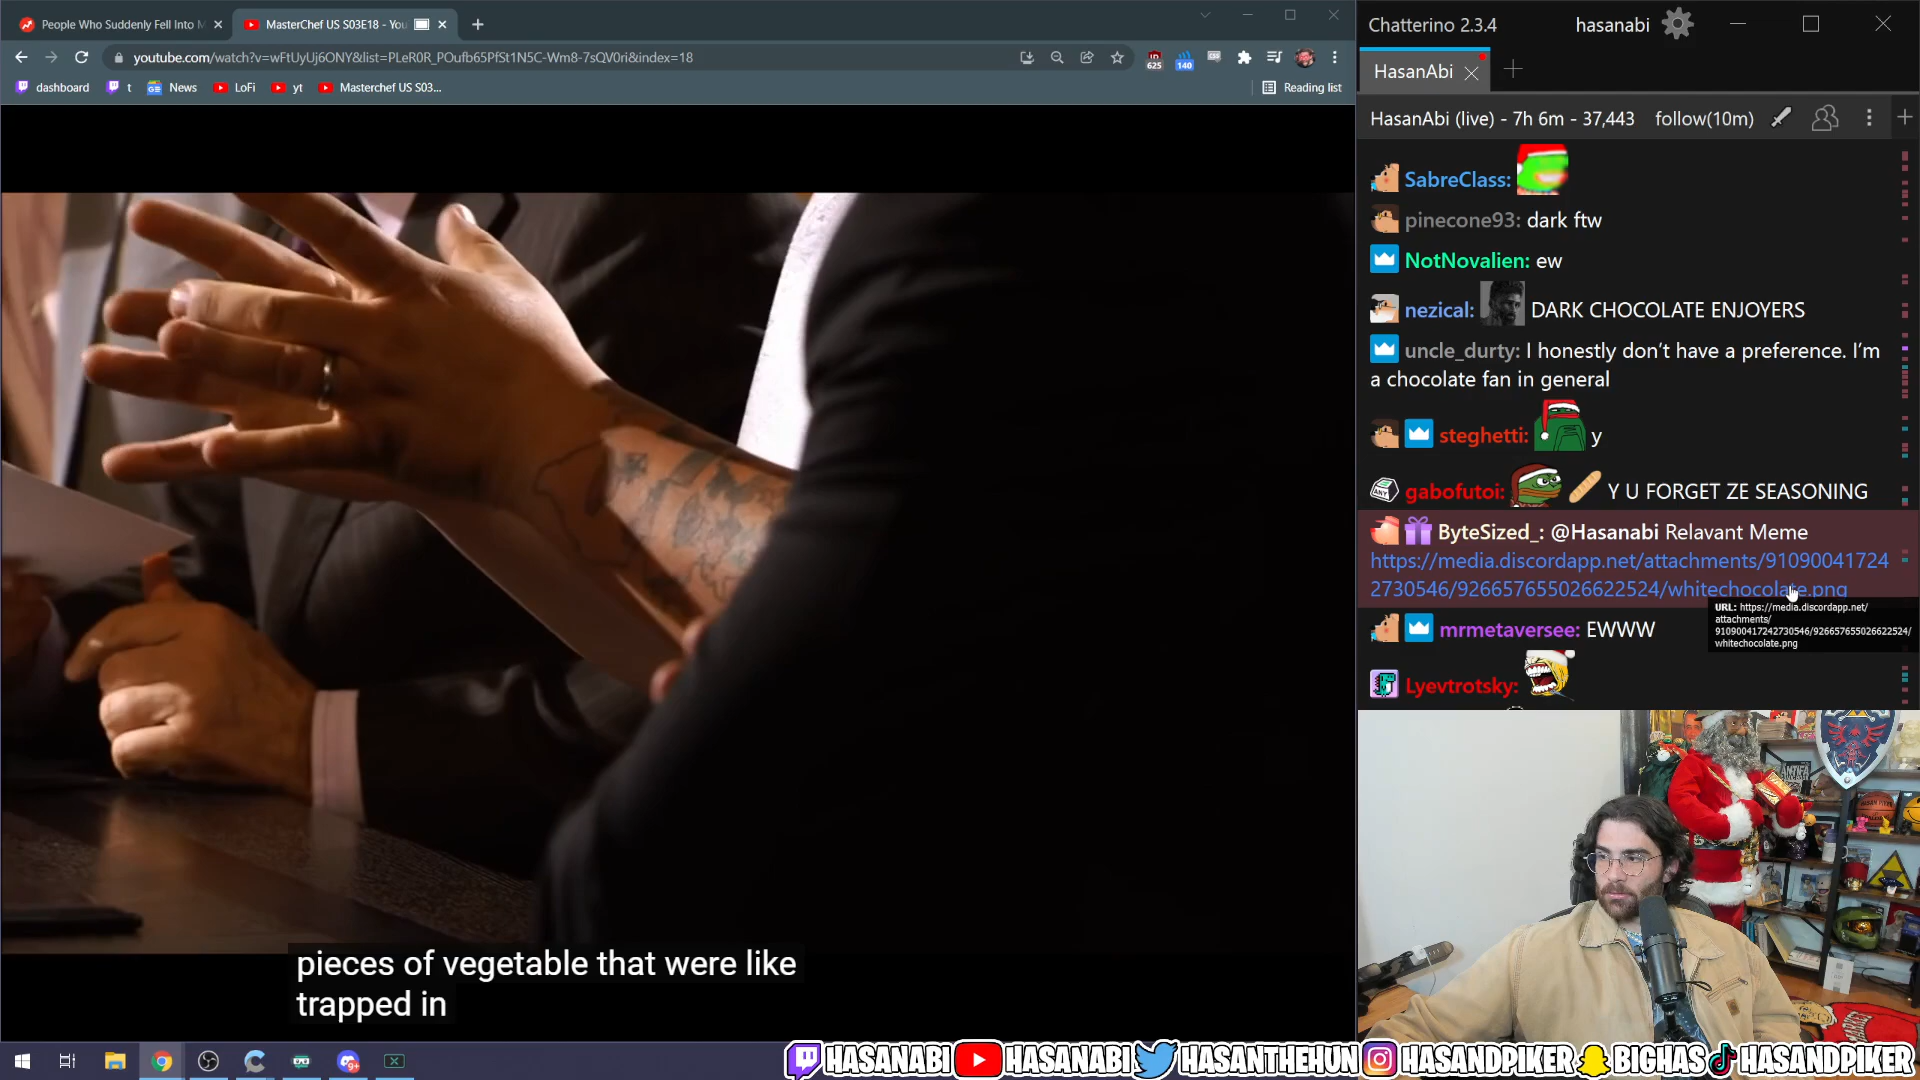 People Who Suddenly Fell Into M
MasterChef US S03E18 - You
Chatterino 2.3.4
hasanabi
youtube.com/watch?v=wFtUyUj6ONY&list=PLeR0R_POufb65PfSt1N5C-Wm8-7sQV0ri&index=18
625
140
HasanAbi
dashboard
t
News
LoFi
yt
Masterchef US S03...
Reading list
HasanAbi (live) - 7h 6m - 37,443
follow(10m)
SabreClass:
pinecone93: dark ftw
NotNovalien: ew
nezical: DARK CHOCOLATE ENJOYERS
uncle_durty: I honestly don't have a preference. I'm
a chocolate fan in general
steghetti: y
ANY
gabofutoi: Y U FORGET ZE SEASONING
ByteSized_: @Hasanabi Relavant Meme
https://media.discordapp.net/attachments/91090041724
2730546/926657655026622524/whitechocolate.png
URL: https://media.discordapp.net/
attachments/
910900417242730546/926657655026622524/
whitechocolate.png
mrmetaversee: EWWW
Lyevtrotsky:
ANTIFA
pieces of vegetable that were like
trapped in
9+
HASANABI
HASANABI
HASANTHEHUN
HASANDPIKER
BIGHAS
HASANDPIKER